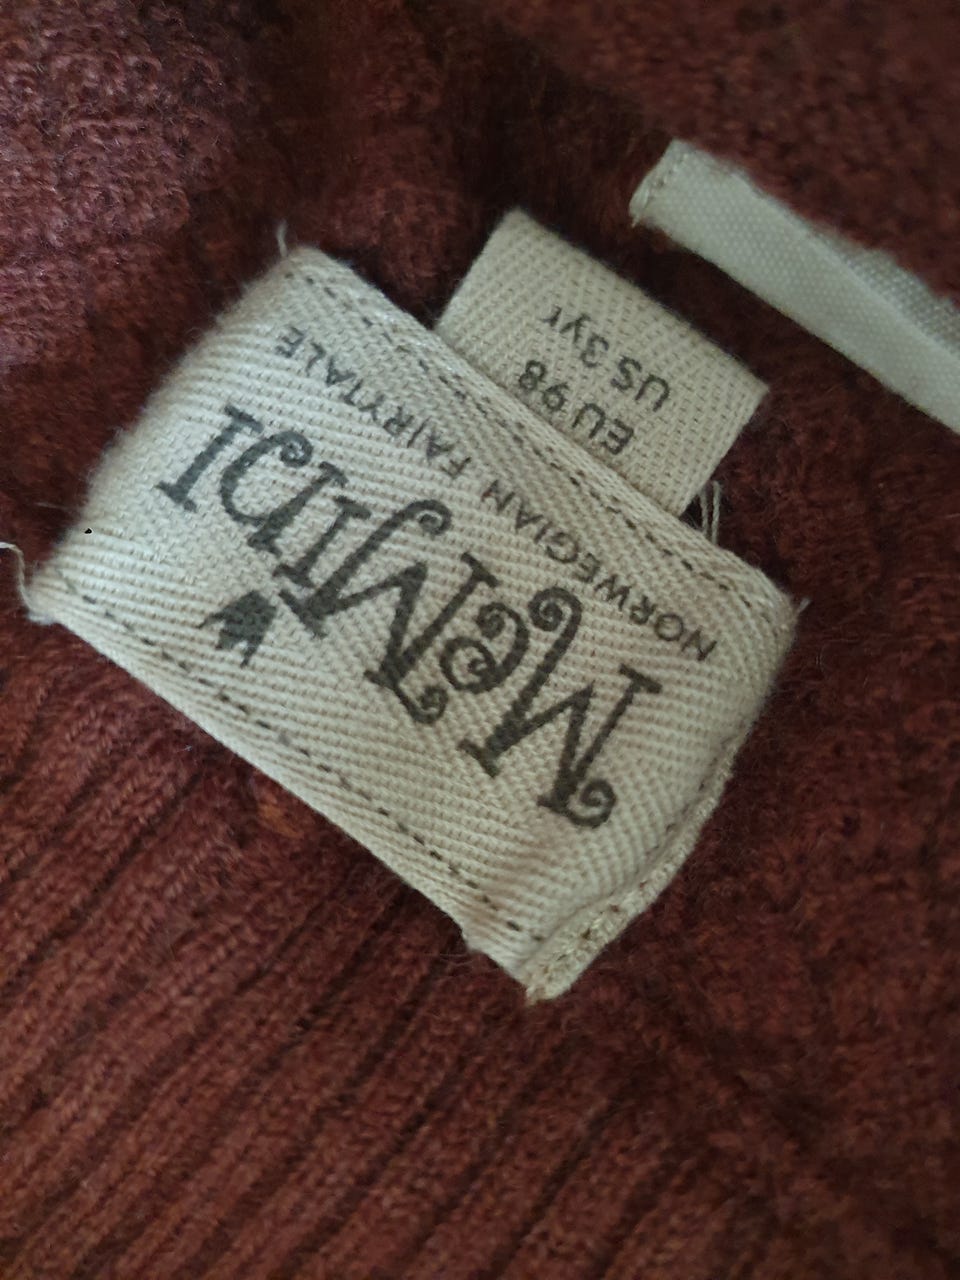 MeMini
NORWEGIAN FAIRYTALE
EU 98
US 3yr